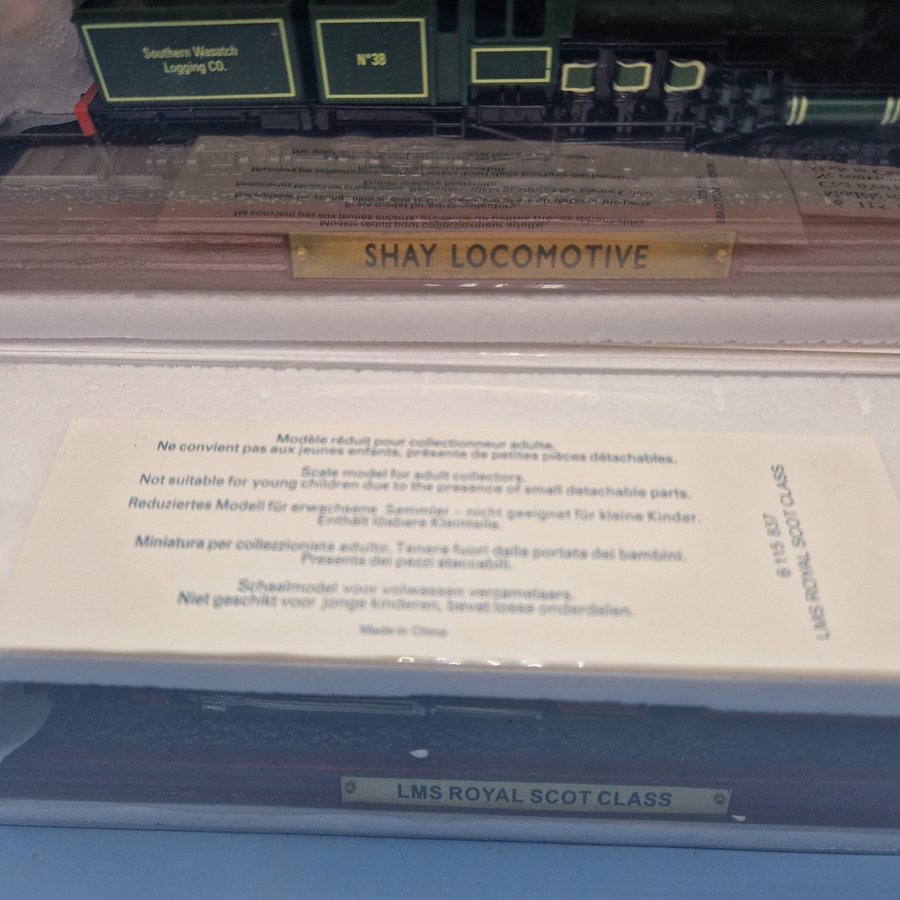 Southern Wasatch
Logging CO.
N°38
SHAY LOCOMOTIVE
Modèle réduit pour collectionneur adulte.
Ne convient pas aux jeunes enfants, présente de petites pièces détachables.
Scale model for adult collectors.
Not suitable for young children due to the presence of small detachable parts.
Reduziertes Modell für erwachsene Sammler - nicht geeignet für kleine Kinder.
Enthält lösbare Kleinteile.
Miniatura per collezzionista adulto. Tenere fuori dalla portata dei bambini.
Presenta dei pezzi staccabili.
Schaalmodel voor volwassen verzamelaars.
Niet geschikt voor jonge kinderen, bevat losse onderdelen.
Made in China
6 115 837
LMS ROYAL SCOT CLASS
LMS ROYAL SCOT CLASS